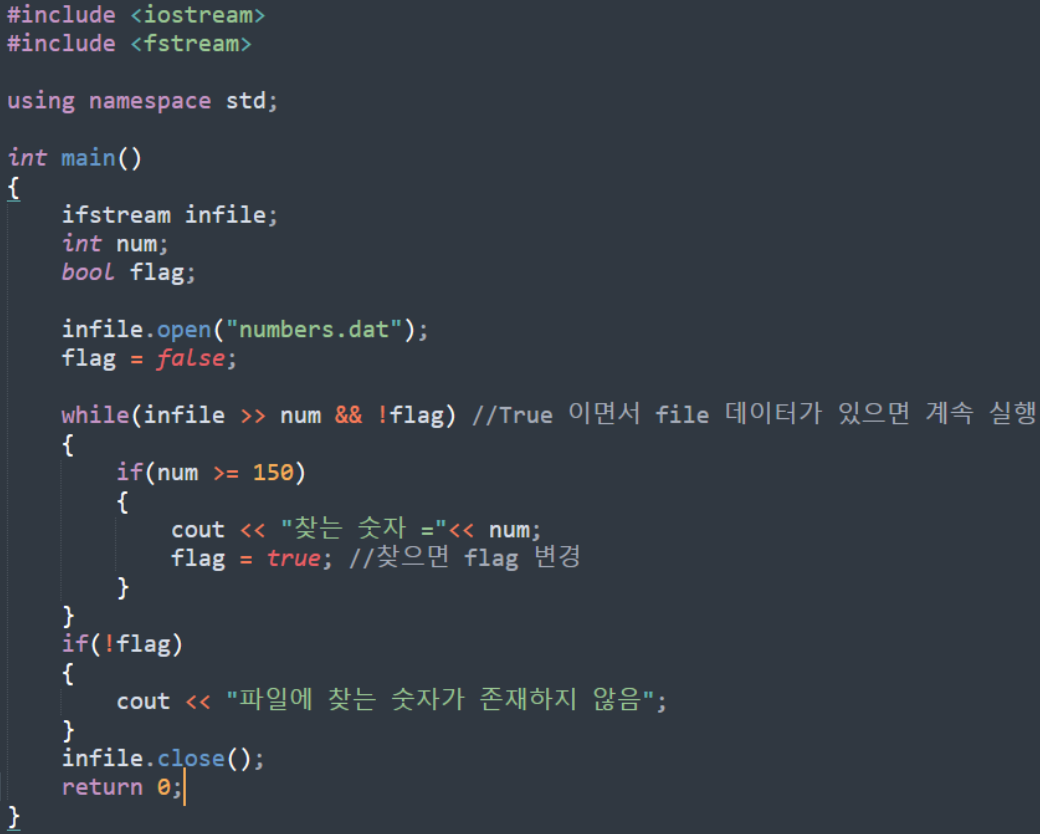 #include <iostream>
#include <fstream>
using namespace std;
int main()
{
ifstream infile;
int num;
bool flag;
infile.open("numbers.dat");
flag = false;
while(infile >> num && !flag) //True 이면서 file 데이터가 있으면 계속 실행
{
if(num >= 150)
{
cout << "찾는 숫자 ="<< num;
flag = true; //찾으면 flag 변경
}
}
if(!flag)
{
cout << "파일에 찾는 숫자가 존재하지 않음";
}
infile.close();
return 0;
}